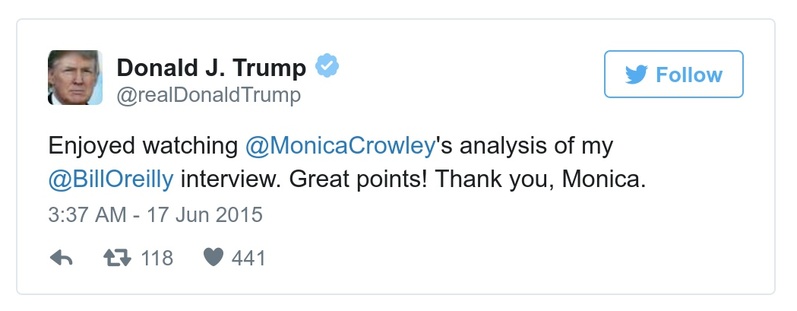 Donald J. Trump
@realDonaldTrump
Follow
Enjoyed watching @MonicaCrowley's analysis of my
@BillOreilly interview. Great points! Thank you, Monica.
3:37 AM - 17 Jun 2015
118 441